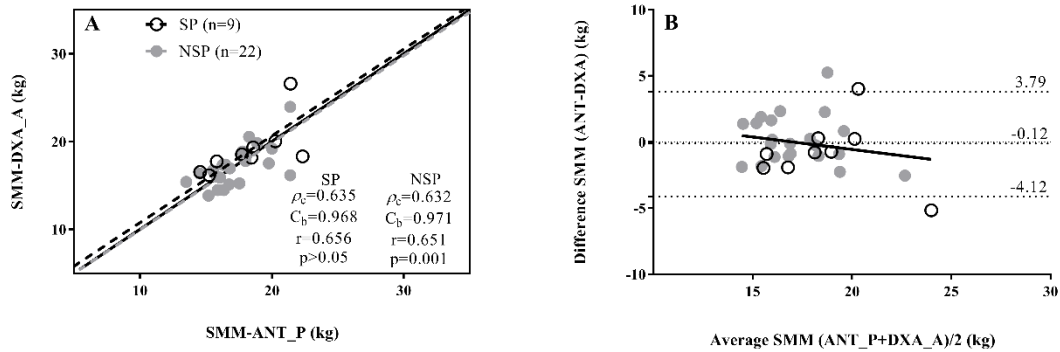 A
SP (n=9)
NSP (n=22)
SMM-DXA_A (kg)
30
20
10
10
20
30
SMM-ANT_P (kg)
SP
ρc=0.635
Cb=0.968
r=0.656
p>0.05
NSP
ρc=0.632
Cb=0.971
r=0.651
p=0.001
B
Difference SMM (ANT-DXA) (kg)
10
5
0
-5
-10
3.79
-0.12
-4.12
10
15
20
25
30
Average SMM (ANT_P+DXA_A)/2 (kg)